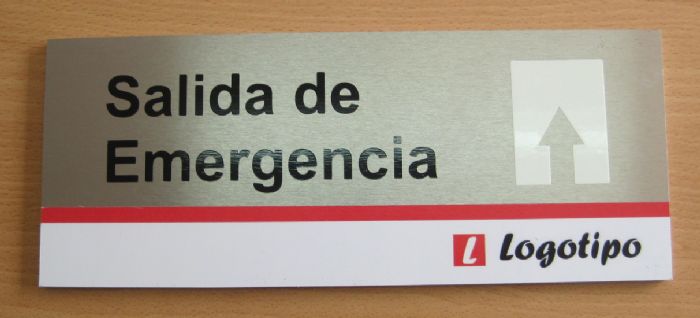 Salida de
Emergencia
L Logotipo